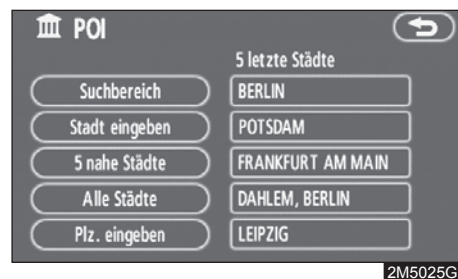 POI
5 letzte Städte
Suchbereich
BERLIN
Stadt eingeben
POTSDAM
5 nahe Städte
FRANKFURT AM MAIN
Alle Städte
DAHLEM, BERLIN
Plz. eingeben
LEIPZIG
2M5025G